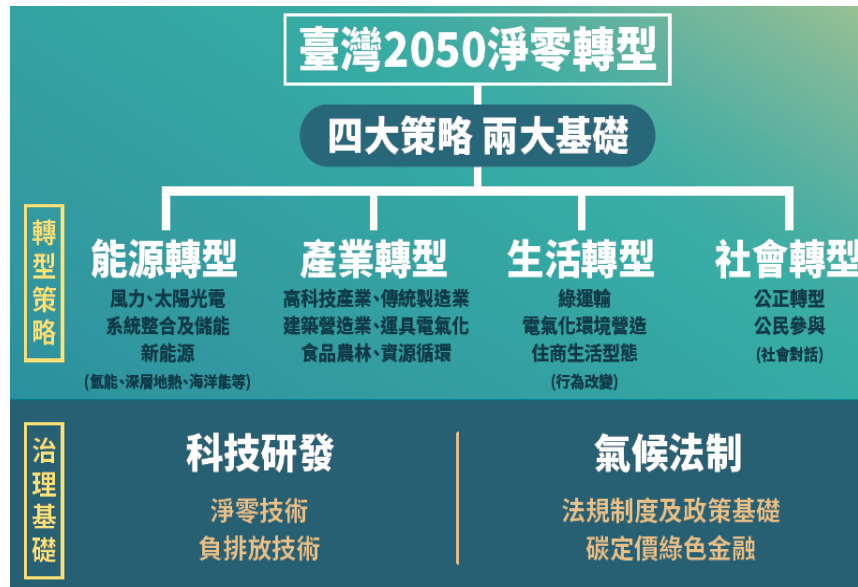 臺灣2050淨零轉型
四大策略 兩大基礎
轉型策略
能源轉型
風力、太陽光電
系統整合及儲能
新能源
(氫能、深層地熱、海洋能等)
產業轉型
高科技產業、傳統製造業
建築營造業、運具電氣化
食品農林、資源循環
生活轉型
綠運輸
電氣化環境營造
住商生活型態
(行為改變)
社會轉型
公正轉型
公民參與
(社會對話)
治理基礎
科技研發
淨零技術
負排放技術
氣候法制
法規制度及政策基礎
碳定價綠色金融